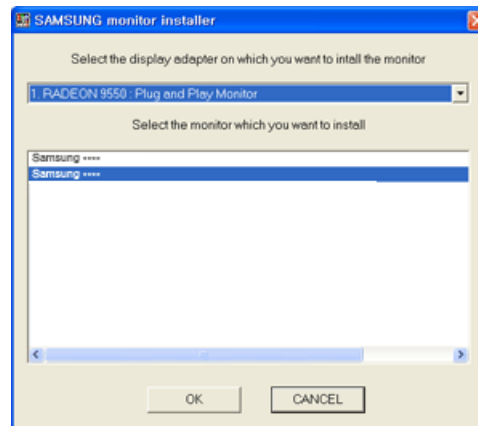 SAMSUNG monitor installer
Select the display adapter on which you want to intall the monitor
1. RADEON 9550 : Plug and Play Monitor
Select the monitor which you want to install
Samsung ****
Samsung ****
OK
CANCEL